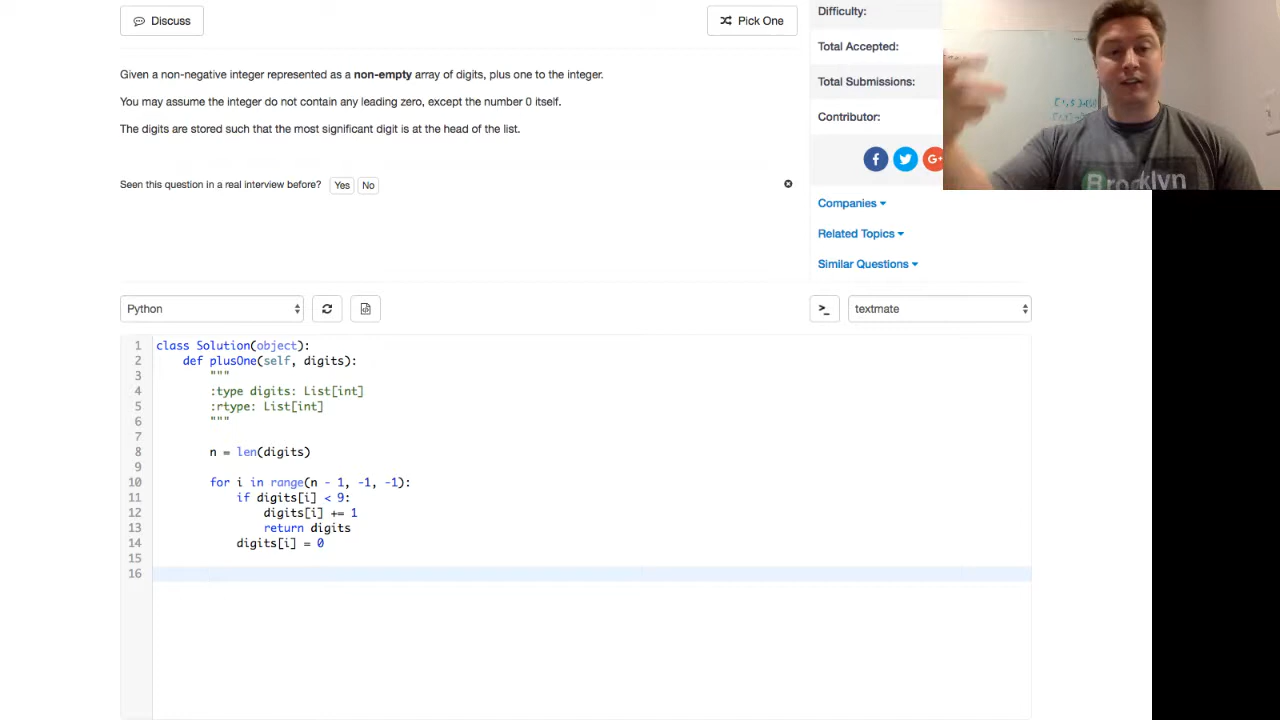 Discuss
Pick One
Difficulty:
Given a non-negative integer represented as a non-empty array of digits, plus one to the integer.
You may assume the integer do not contain any leading zero, except the number 0 itself.
The digits are stored such that the most significant digit is at the head of the list.
Total Accepted:
Total Submissions:
Contributor:
G+
Brooklyn
Seen this question in a real interview before? Yes No
Companies
Related Topics
Similar Questions
Python
>_
textmate
1 class Solution(object):
2 def plusOne(self, digits):
3 """
4 :type digits: List[int]
5 :rtype: List[int]
6 """
7
8 n = len(digits)
9
10 for i in range(n - 1, -1, -1):
11 if digits[i] < 9:
12 digits[i] += 1
13 return digits
14 digits[i] = 0
15
16